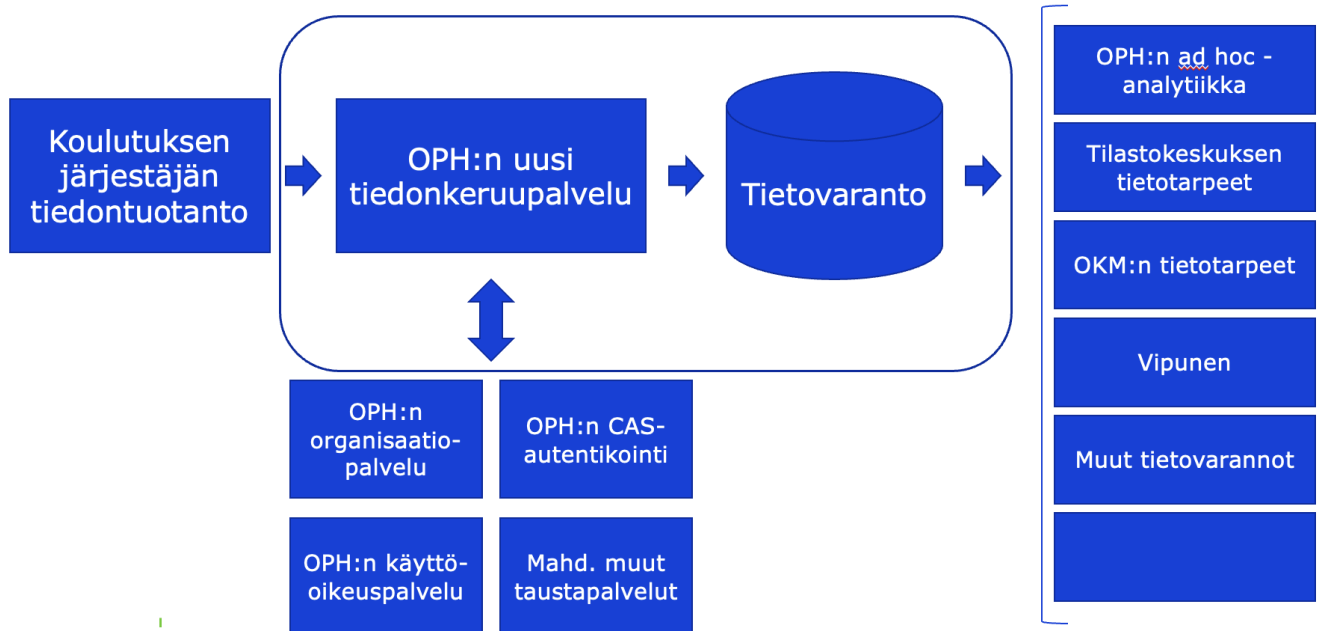 Koulutuksen
järjestäjän
tiedontuotanto
OPH:n uusi
tiedonkeruupalvelu
Tietovaranto
OPH:n organisaatio-
palvelu
OPH:n CAS-
autentikointi
OPH:n käyttö-
oikeuspalvelu
Mahd. muut
taustapalvelut
OPH:n ad hoc -
analytiikka
Tilastokeskuksen
tietotarpeet
OKM:n tietotarpeet
Vipunen
Muut tietovarannot